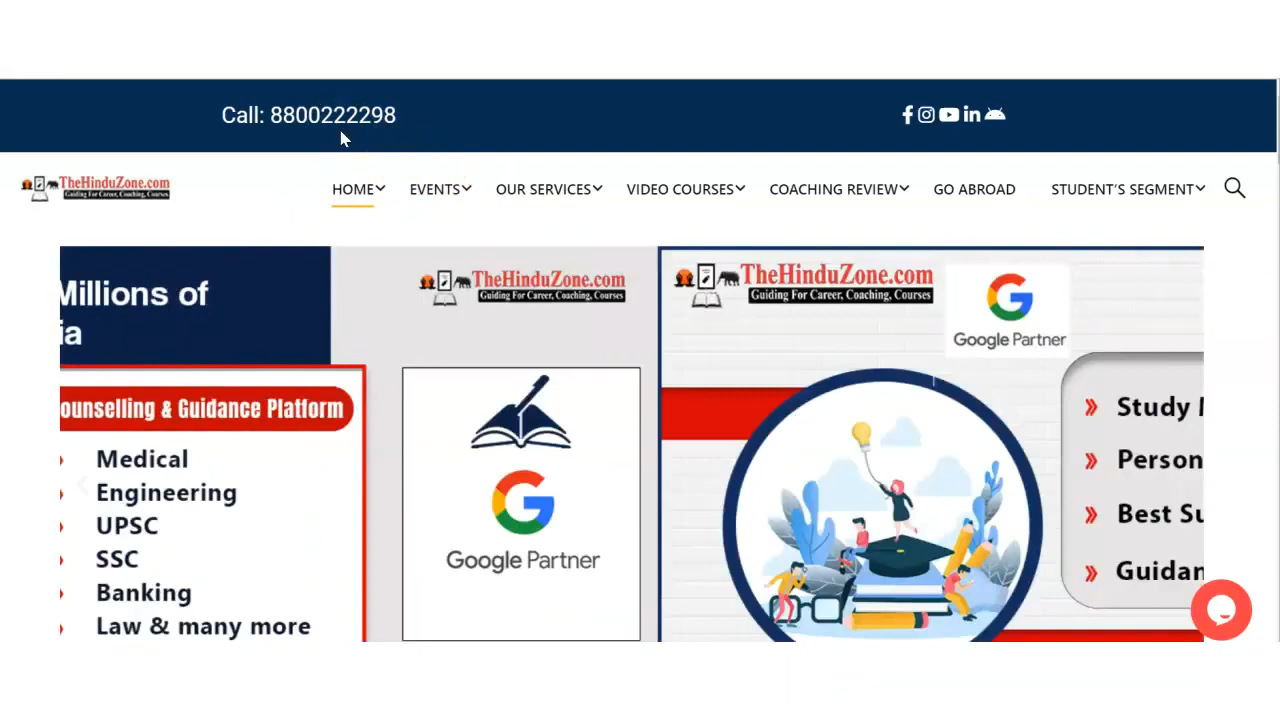 Call: 8800222298
TheHinduZone.com
Guiding For Career, Coaching, Courses
HOME EVENTS OUR SERVICES VIDEO COURSES COACHING REVIEW GO ABROAD STUDENT'S SEGMENT
Millions of
ia
ounselling & Guidance Platform
Medical
Engineering
UPSC
SSC
Banking
Law & many more
TheHinduZone.com
Guiding For Career, Coaching, Courses
Google Partner
TheHinduZone.com
Guiding For Career, Coaching, Courses
Google Partner
Study
Person
Best Su
Guidan